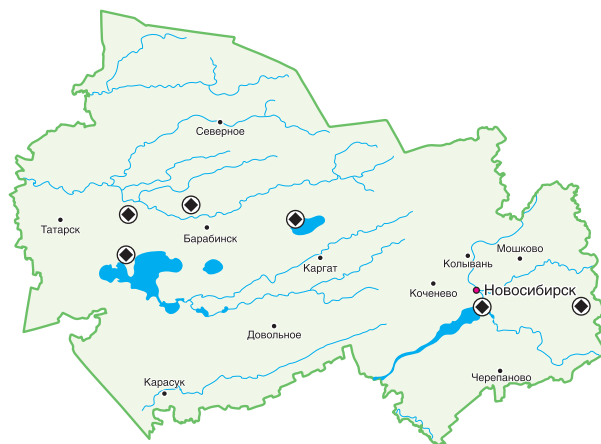 Северное
Татарск
Барабинск
Каргат
Мошково
Колывань
Коченево
Новосибирск
Довольное
Карасук
Черепаново